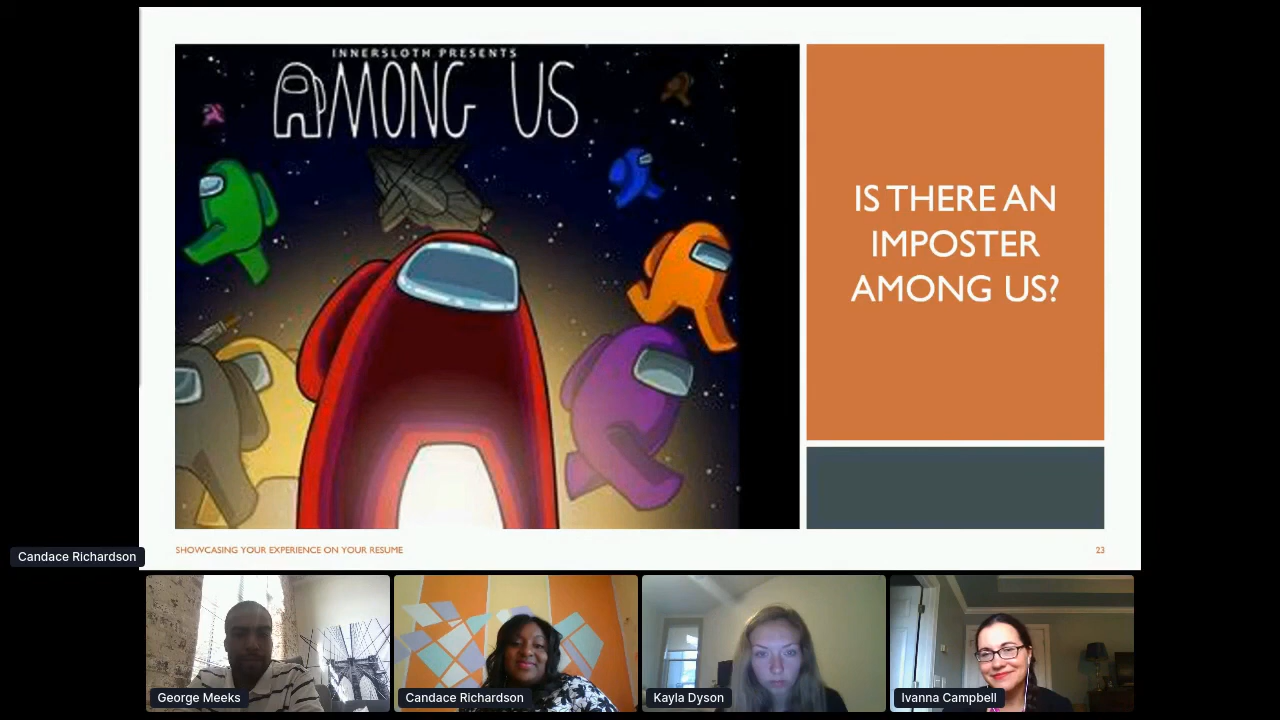 INNERSLOTH PRESENTS
AMONG US
IS THERE AN
IMPOSTER
AMONG US?
SHOWCASING YOUR EXPERIENCE ON YOUR RESUME
23
Candace Richardson
George Meeks
Candace Richardson
Kayla Dyson
Ivanna Campbell